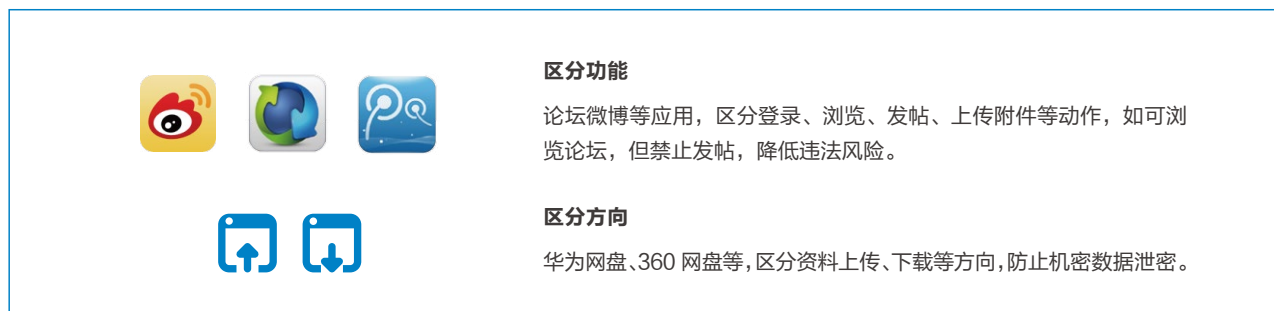 区分功能
论坛微博等应用，区分登录、浏览、发帖、上传附件等动作，如可浏
览论坛，但禁止发帖，降低违法风险。
区分方向
华为网盘、360 网盘等，区分资料上传、下载等方向，防止机密数据泄密。